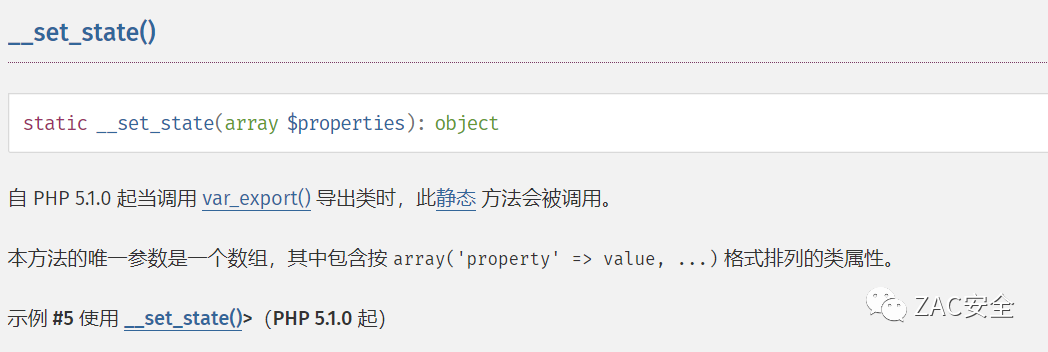 __set_state()
static __set_state(array $properties): object
自 PHP 5.1.0 起当调用 var_export() 导出类时，此静态 方法会被调用。
本方法的唯一参数是一个数组，其中包含按 array('property' => value, ...) 格式排列的类属性。
示例 #5 使用 __set_state()>（PHP 5.1.0 起）
ZAC安全